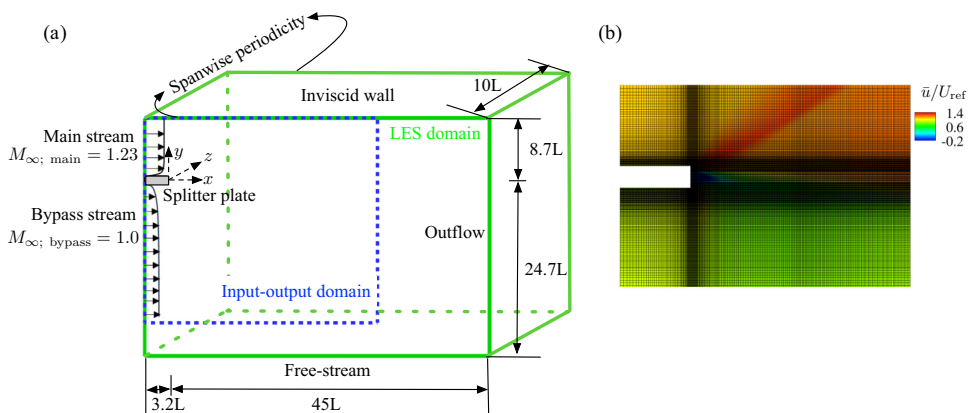 (a)
Spanwise periodicity
Inviscid wall
10L
LES domain
Main stream
M∞; main = 1.23
y
z
x
Splitter plate
8.7L
Bypass stream
M∞; bypass = 1.0
Outflow
24.7L
Input-output domain
Free-stream
3.2L
45L
(b)
ū/Uref
1.4
0.6
-0.2